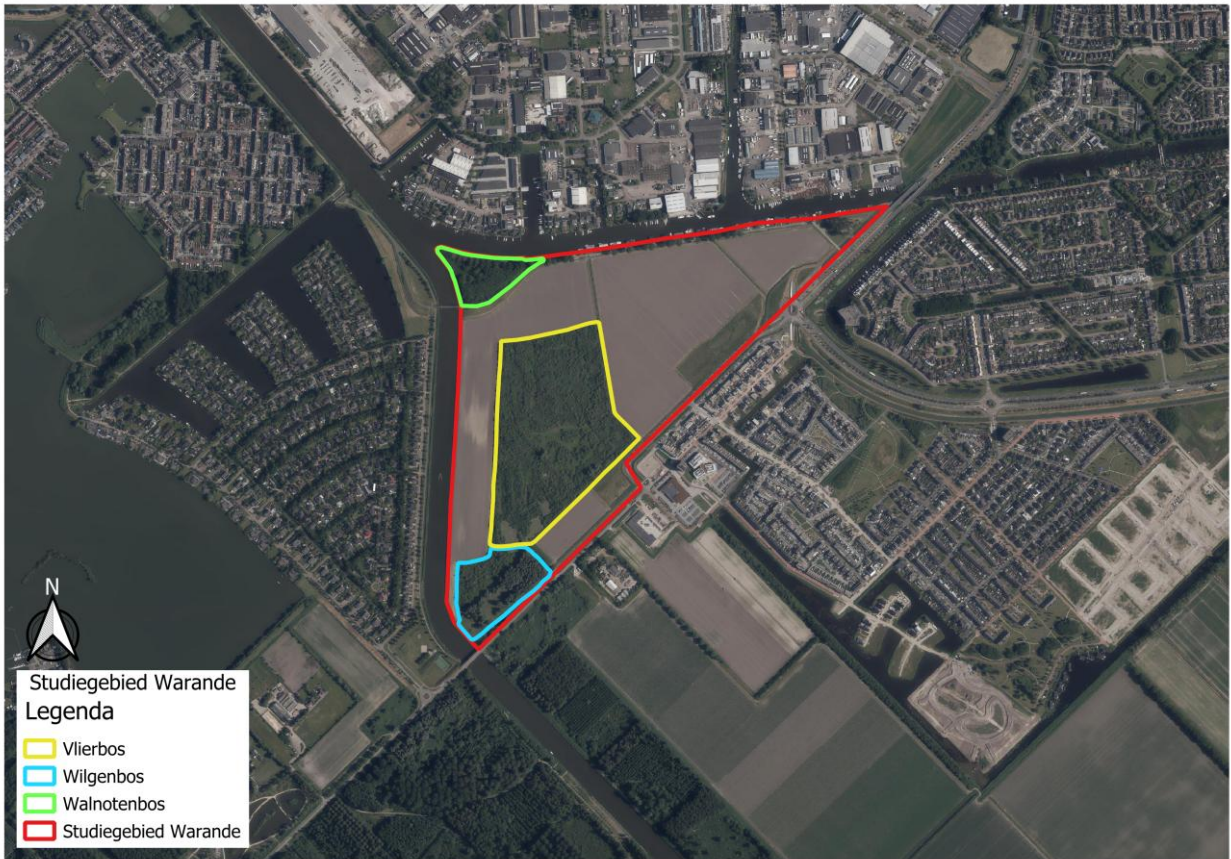 N
Studiegebied Warande
Legenda
Vlierbos
Wilgenbos
Walnotenbos
Studiegebied Warande